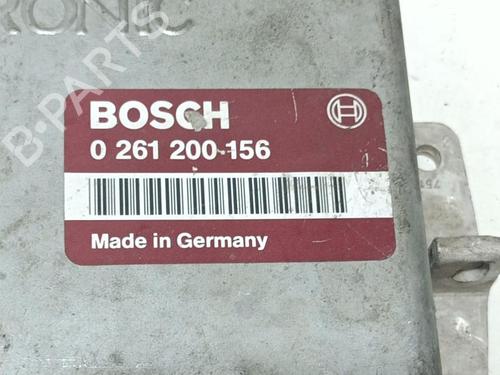 RONIC
BOSCH
0 261 200 156
Made in Germany
B-PARTS